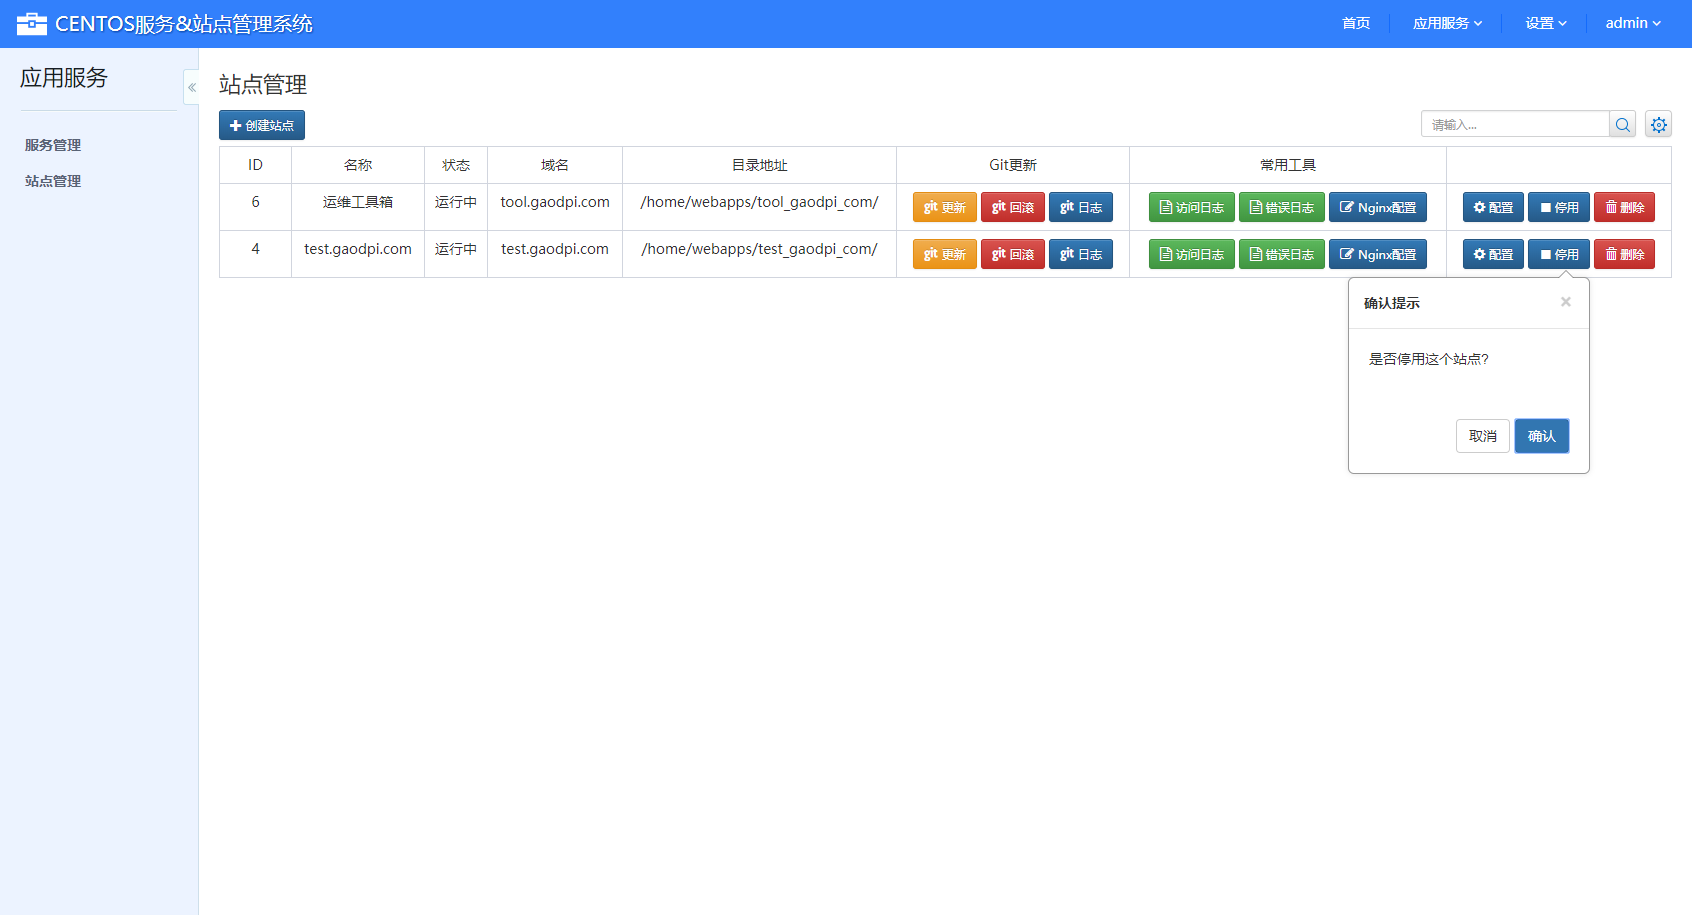 CENTOS服务&站点管理系统
首页 应用服务 设置 admin
应用服务
服务管理
站点管理
站点管理
创建站点
请输入...
ID 名称 状态 域名 目录地址 Git更新 常用工具
6 运维工具箱 运行中 tool.gaodpi.com /home/webapps/tool_gaodpi_com/ git 更新 git 回滚 git 日志 访问日志 错误日志 Nginx配置 配置 停用 删除
4 test.gaodpi.com 运行中 test.gaodpi.com /home/webapps/test_gaodpi_com/ git 更新 git 回滚 git 日志 访问日志 错误日志 Nginx配置 配置 停用 删除
确认提示 ×
是否停用这个站点?
取消 确认